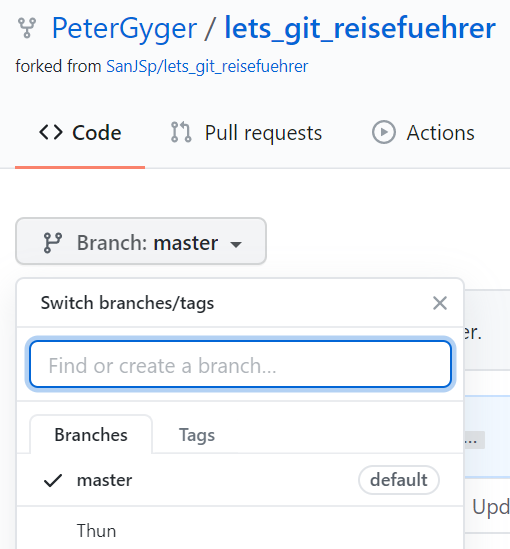 PeterGyger / lets_git_reisefuehrer
forked from SanJSp/lets_git_reisefuehrer
Code Pull requests Actions
Branch: master
Switch branches/tags
er.
Find or create a branch...
Branches Tags
...
master default
Upd
Thun